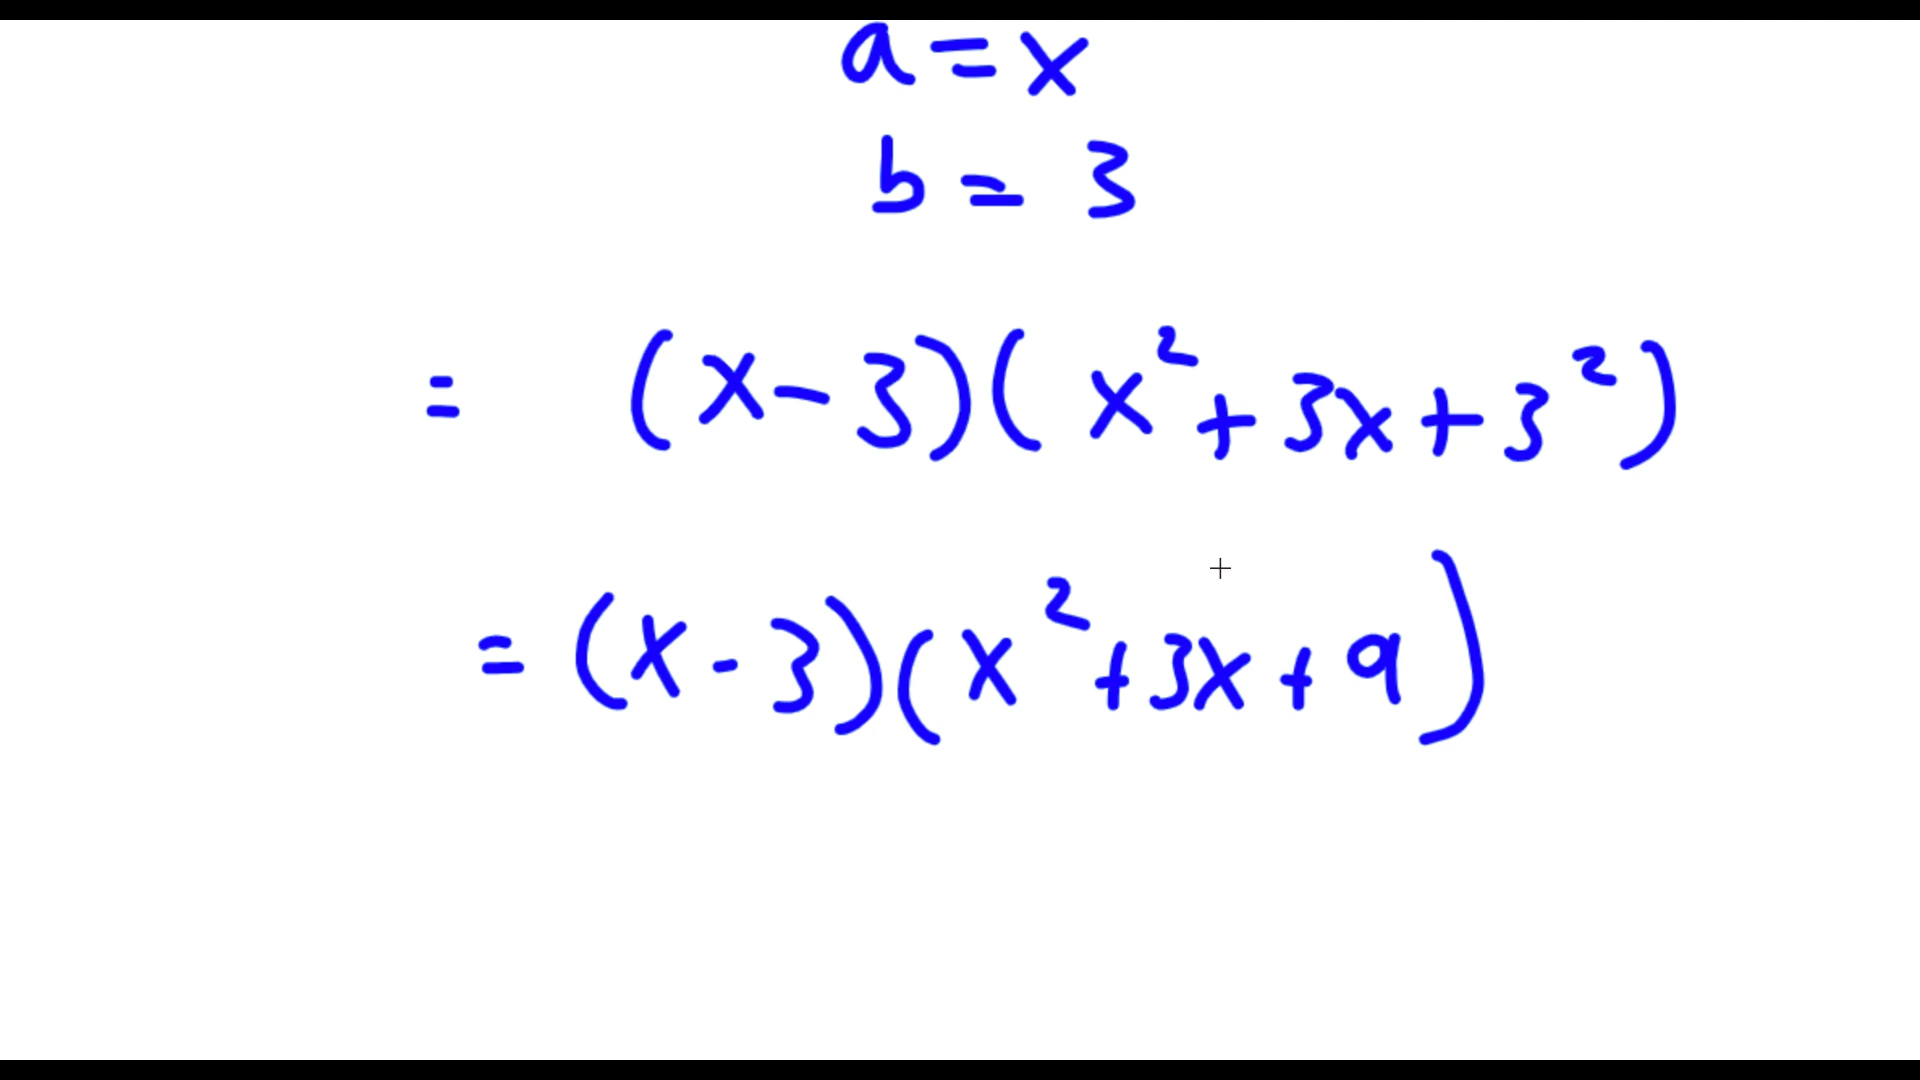 a = x
b = 3
= (x - 3)(x² + 3x + 3²)
= (x - 3)(x² + 3x + 9)